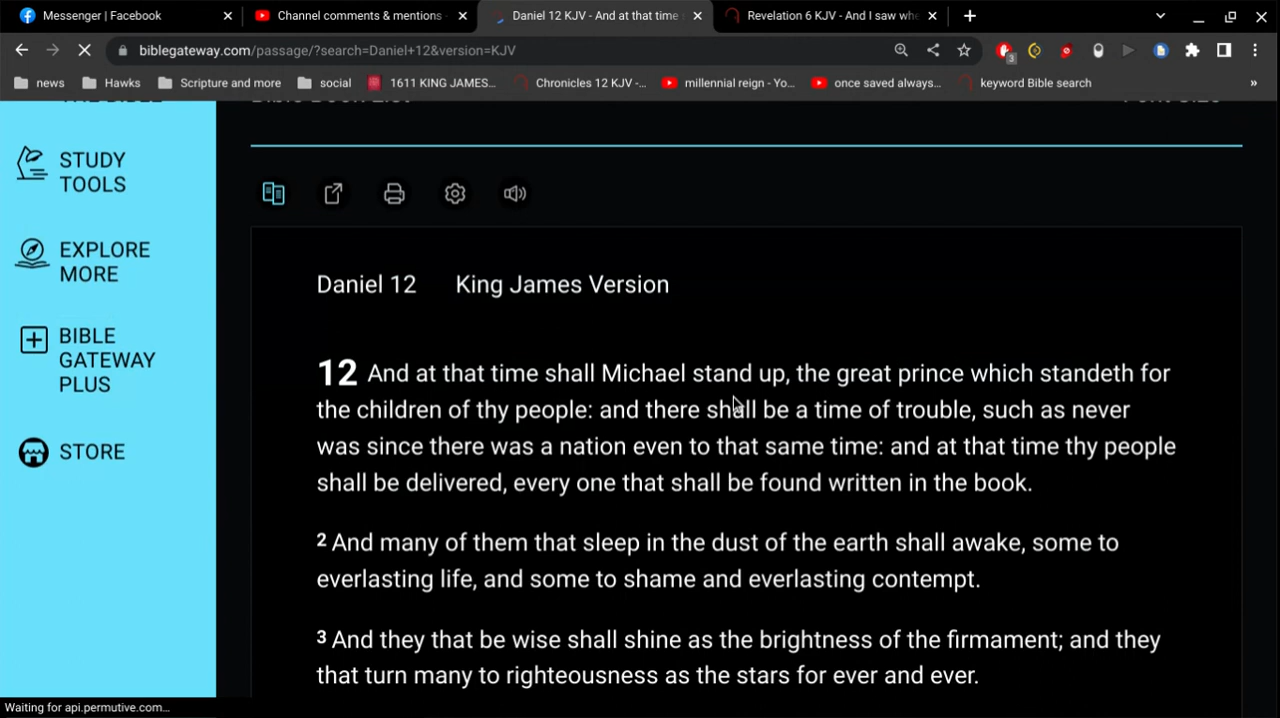 Messenger | Facebook
Channel comments & mentions
Daniel 12 KJV - And at that time
Revelation 6 KJV - And I saw whe
biblegateway.com/passage/?search=Daniel+12&version=KJV
3
news
Hawks
Scripture and more
social
1611 KING JAMES...
Chronicles 12 KJV -...
millennial reign - Yo...
once saved always...
keyword Bible search
»
THE BIBLE
Bible Book List
Font Size
STUDY
TOOLS
EXPLORE
MORE
BIBLE
GATEWAY
PLUS
STORE
Daniel 12 King James Version
12 And at that time shall Michael stand up, the great prince which standeth for
the children of thy people: and there shall be a time of trouble, such as never
was since there was a nation even to that same time: and at that time thy people
shall be delivered, every one that shall be found written in the book.
2 And many of them that sleep in the dust of the earth shall awake, some to
everlasting life, and some to shame and everlasting contempt.
3 And they that be wise shall shine as the brightness of the firmament; and they
that turn many to righteousness as the stars for ever and ever.
Waiting for api.permutive.com...